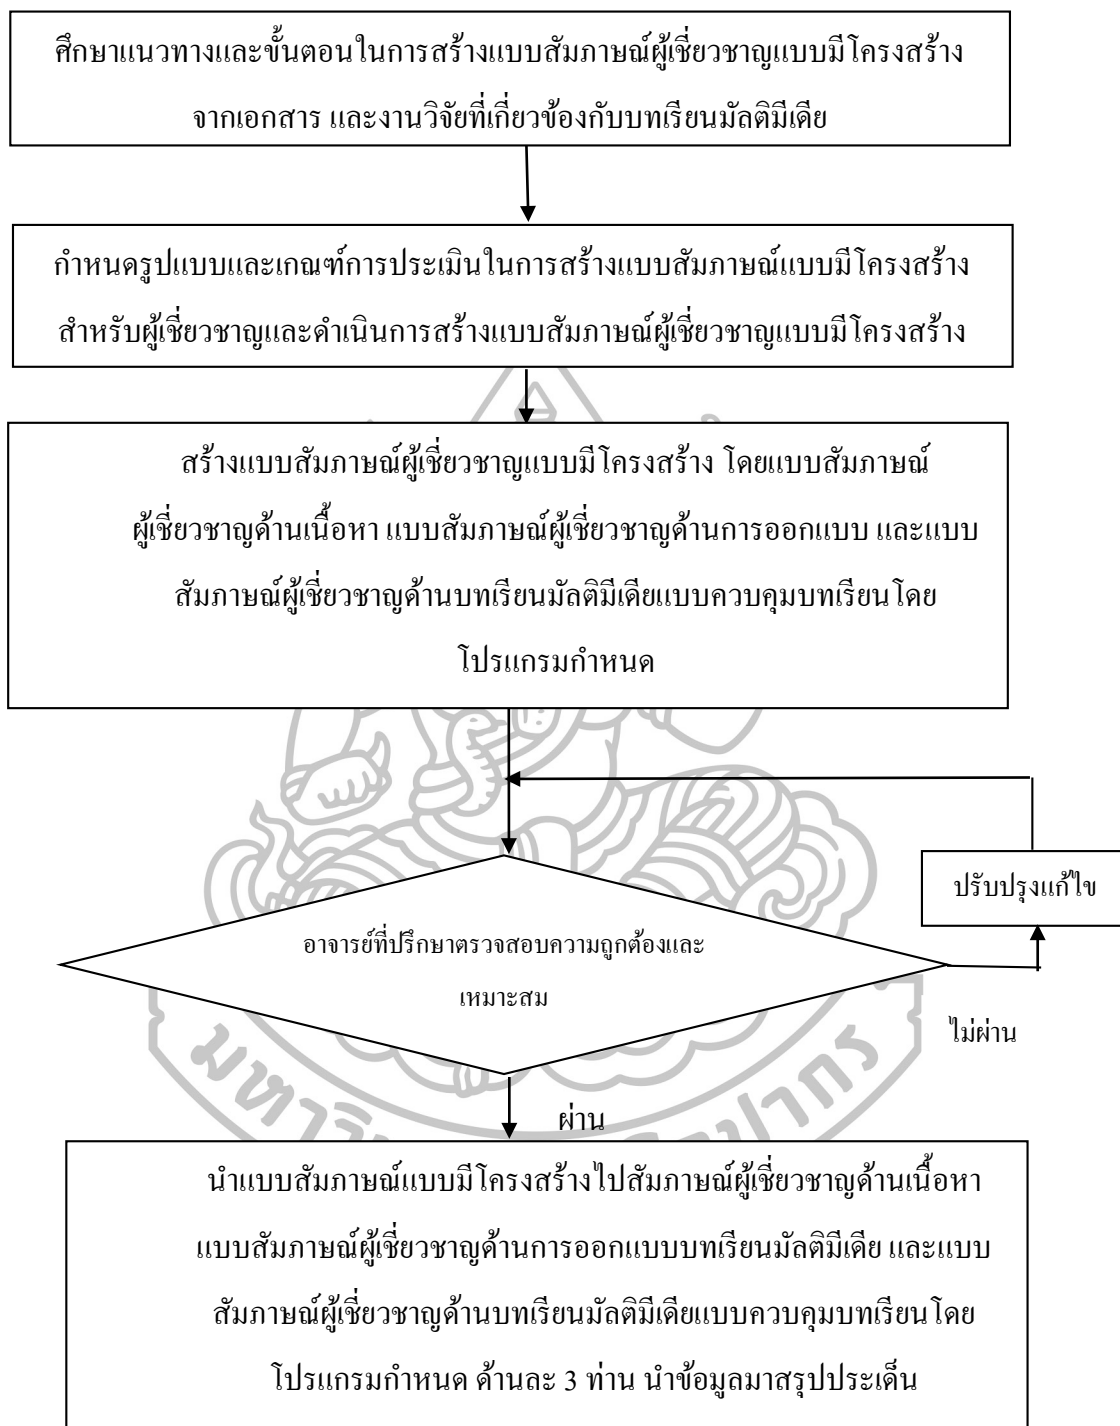 ศึกษาแนวทางและขั้นตอนในการสร้างแบบสัมภาษณ์ผู้เชี่ยวชาญแบบมีโครงสร้าง
จากเอกสาร และงานวิจัยที่เกี่ยวข้องกับบทเรียนมัลติมีเดีย
กำหนดรูปแบบและเกณฑ์การประเมินในการสร้างแบบสัมภาษณ์แบบมีโครงสร้าง
สำหรับผู้เชี่ยวชาญและดำเนินการสร้างแบบสัมภาษณ์ผู้เชี่ยวชาญแบบมีโครงสร้าง
สร้างแบบสัมภาษณ์ผู้เชี่ยวชาญแบบมีโครงสร้าง โดยแบบสัมภาษณ์
ผู้เชี่ยวชาญด้านเนื้อหา แบบสัมภาษณ์ผู้เชี่ยวชาญด้านการออกแบบ และแบบ
สัมภาษณ์ผู้เชี่ยวชาญด้านบทเรียนมัลติมีเดียแบบควบคุมบทเรียนโดย
โปรแกรมกำหนด
ปรับปรุงแก้ไข
อาจารย์ที่ปรึกษาตรวจสอบความถูกต้องและ
เหมาะสม
ไม่ผ่าน
ผ่าน
นำแบบสัมภาษณ์แบบมีโครงสร้างไปสัมภาษณ์ผู้เชี่ยวชาญด้านเนื้อหา
แบบสัมภาษณ์ผู้เชี่ยวชาญด้านการออกแบบบทเรียนมัลติมีเดีย และแบบ
สัมภาษณ์ผู้เชี่ยวชาญด้านบทเรียนมัลติมีเดียแบบควบคุมบทเรียนโดย
โปรแกรมกำหนด ด้านละ 3 ท่าน นำข้อมูลมาสรุปประเด็น